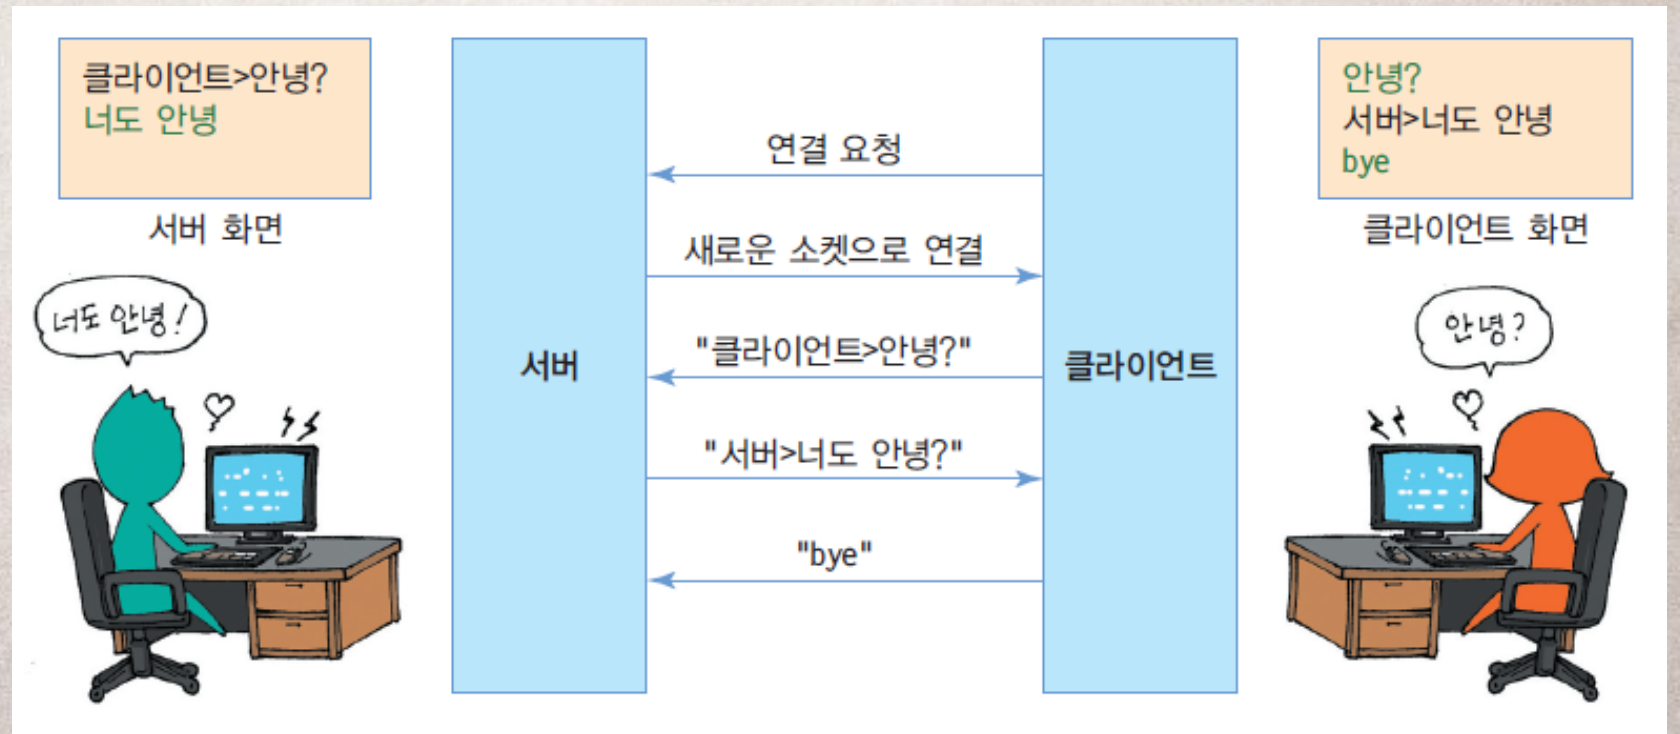 클라이언트>안녕?
너도 안녕
서버 화면
너도 안녕!
서버
연결 요청
새로운 소켓으로 연결
"클라이언트>안녕?"
"서버>너도 안녕?"
"bye"
클라이언트
안녕?
서버>너도 안녕
bye
클라이언트 화면
안녕?